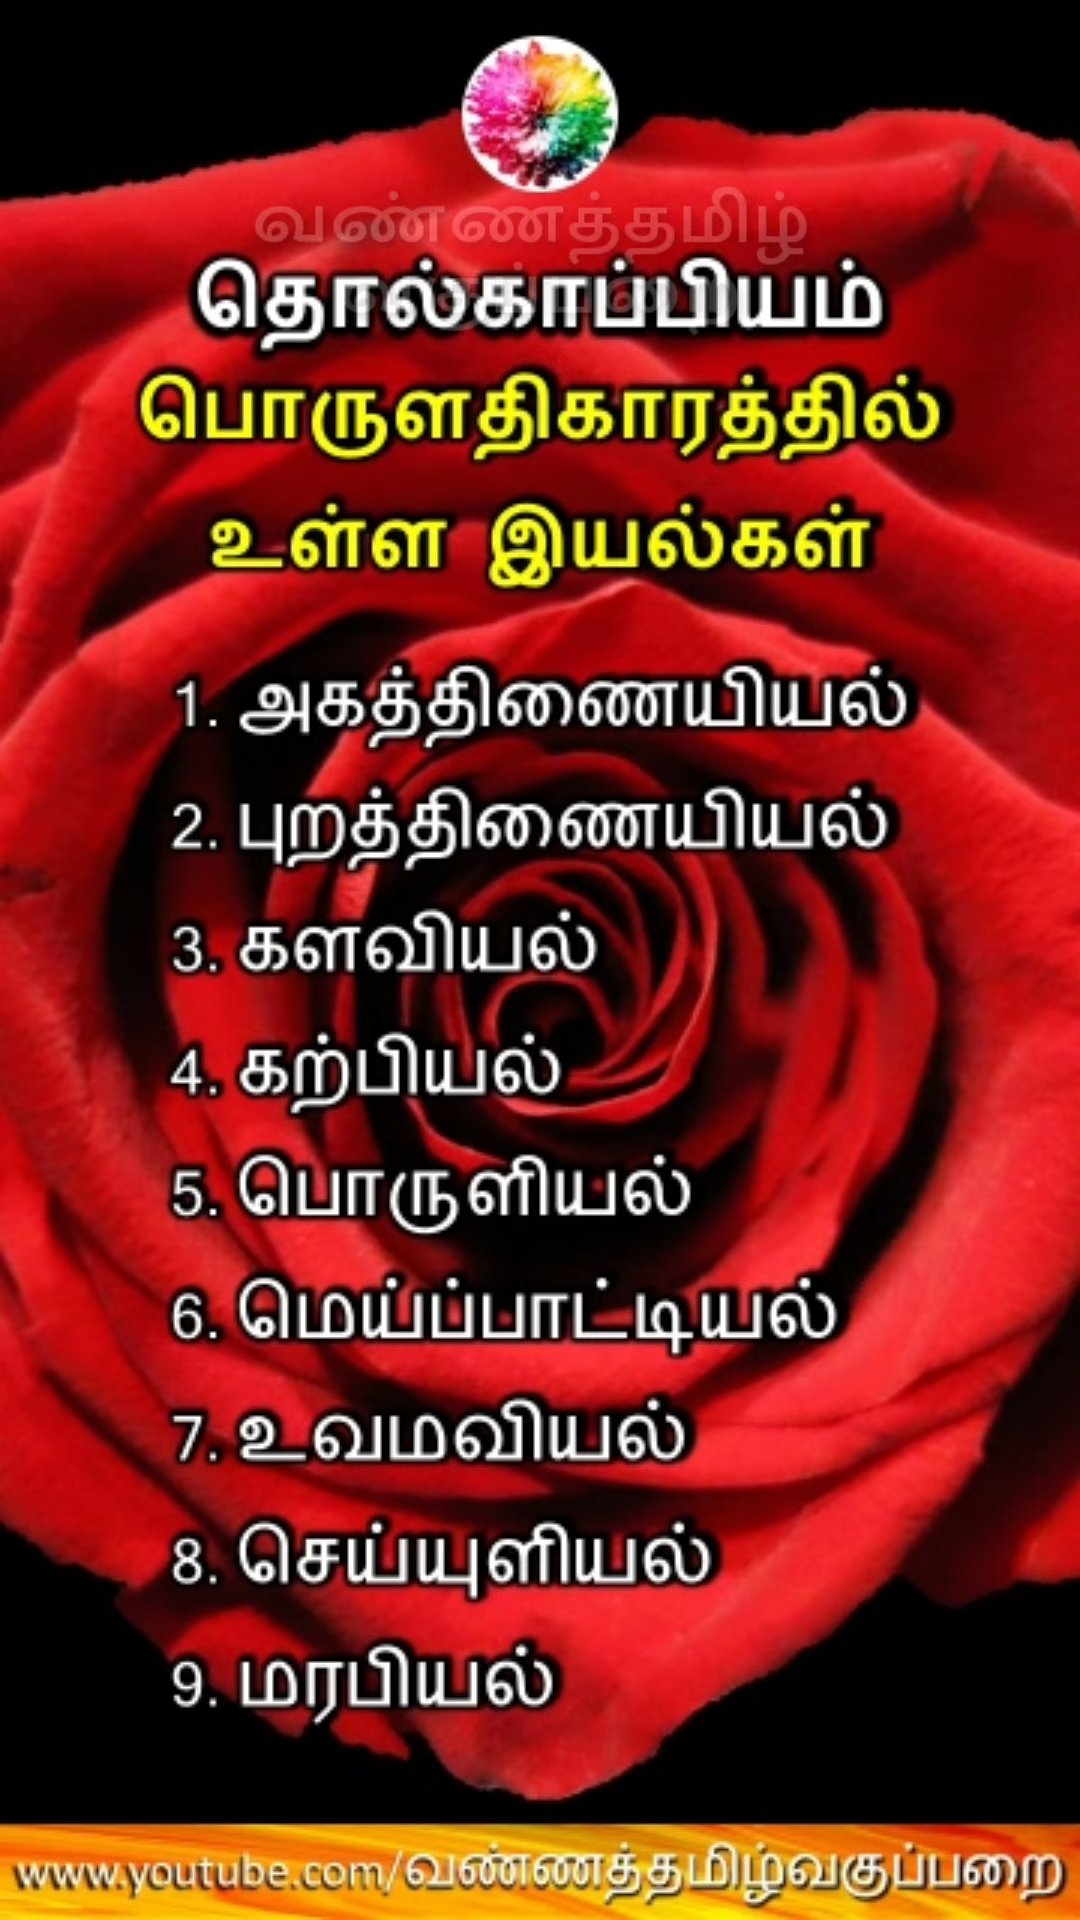 வண்ணத்தமிழ்
தொல்காப்பியம்
பொருளதிகாரத்தில்
உள்ள இயல்கள்
1. அகத்திணையியல்
2. புறத்திணையியல்
3. களவியல்
4. கற்பியல்
5. பொருளியல்
6. மெய்ப்பாட்டியல்
7. உவமவியல்
8. செய்யுளியல்
9. மரபியல்
www.youtube.com/வண்ணத்தமிழ்வகுப்பறை